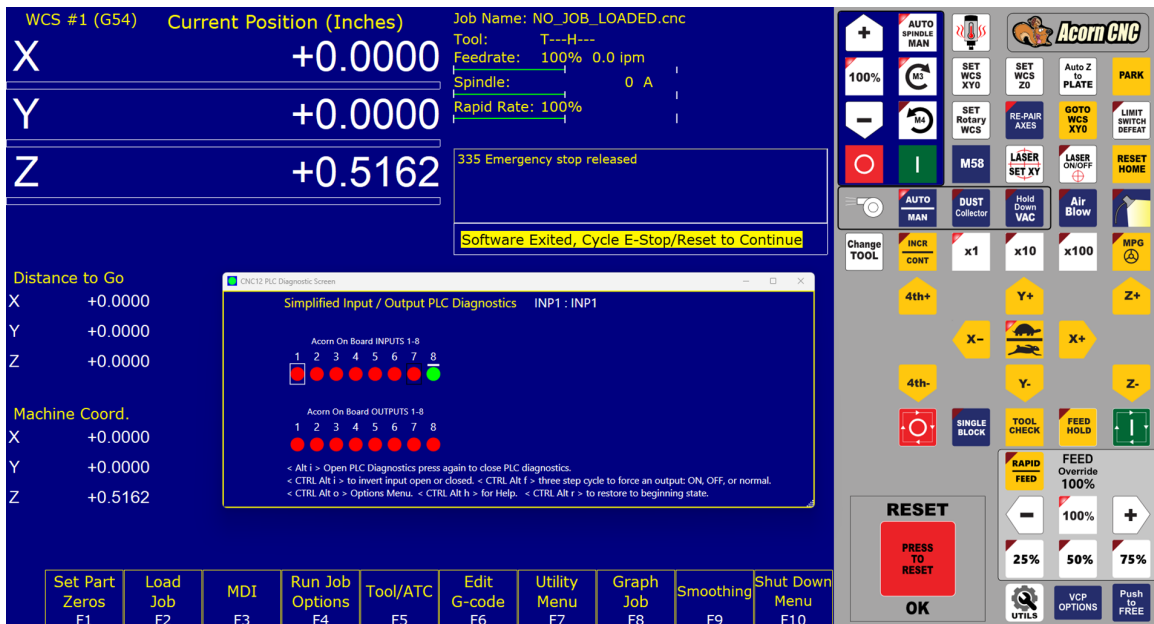 WCS #1 (G54)
Current Position (Inches)
X +0.0000
Y +0.0000
Z +0.5162
Job Name: NO_JOB_LOADED.cnc
Tool: T---H---
Feedrate: 100% 0.0 ipm
Spindle: 0 A
Rapid Rate: 100%
335 Emergency stop released
Software Exited, Cycle E-Stop/Reset to Continue
Distance to Go
X +0.0000
Y +0.0000
Z +0.0000
Machine Coord.
X +0.0000
Y +0.0000
Z +0.5162
CNC12 PLC Diagnostic Screen
Simplified Input / Output PLC Diagnostics INP1 : INP1
Acorn On Board INPUTS 1-8
1 2 3 4 5 6 7 8
Acorn On Board OUTPUTS 1-8
1 2 3 4 5 6 7 8
< Alt i > Open PLC Diagnostics press again to close PLC diagnostics.
< CTRL Alt i > to invert input open or closed. < CTRL Alt f > three step cycle to force an output: ON, OFF, or normal.
< CTRL Alt o > Options Menu. < CTRL Alt h > for Help. < CTRL Alt r > to restore to beginning state.
Set Part
Zeros
F1
Load
Job
F2
MDI
F3
Run Job
Options
F4
Tool/ATC
F5
Edit
G-code
F6
Utility
Menu
F7
Graph
Job
F8
Smoothing
F9
Shut Down
Menu
F10
+
AUTO
SPINDLE
MAN
Acorn CNC
100%
M3
SET
WCS
XY0
SET
WCS
Z0
Auto Z
to
PLATE
PARK
−
M4
SET
Rotary
WCS
RE-PAIR
AXES
GOTO
WCS
XY0
LIMIT
SWITCH
DEFEAT
M58
LASER
SET XY
LASER
ON/OFF
RESET
HOME
AUTO
MAN
DUST
Collector
Hold
Down
VAC
Air
Blow
Change
TOOL
INCR
CONT
x1
x10
x100
MPG
4th+
Y+
Z+
X-
X+
4th-
Y-
Z-
SINGLE
BLOCK
TOOL
CHECK
FEED
HOLD
RAPID
FEED
FEED
Override
100%
−
100%
+
25%
50%
75%
RESET
PRESS
TO
RESET
OK
UTILS
VCP
OPTIONS
Push
to
FREE